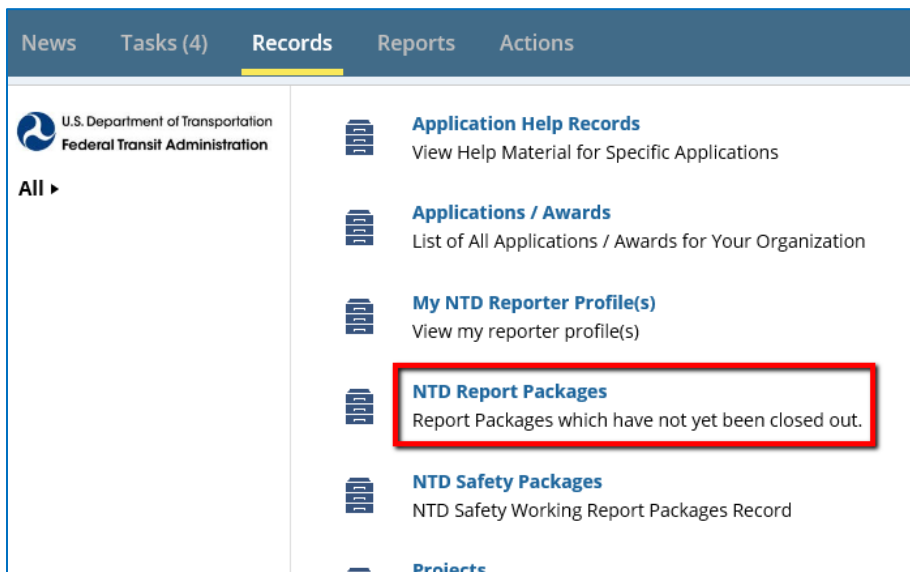 News Tasks (4) Records Reports Actions
U.S. Department of Transportation
Federal Transit Administration
All
Application Help Records
View Help Material for Specific Applications
Applications / Awards
List of All Applications / Awards for Your Organization
My NTD Reporter Profile(s)
View my reporter profile(s)
NTD Report Packages
Report Packages which have not yet been closed out.
NTD Safety Packages
NTD Safety Working Report Packages Record
Projects